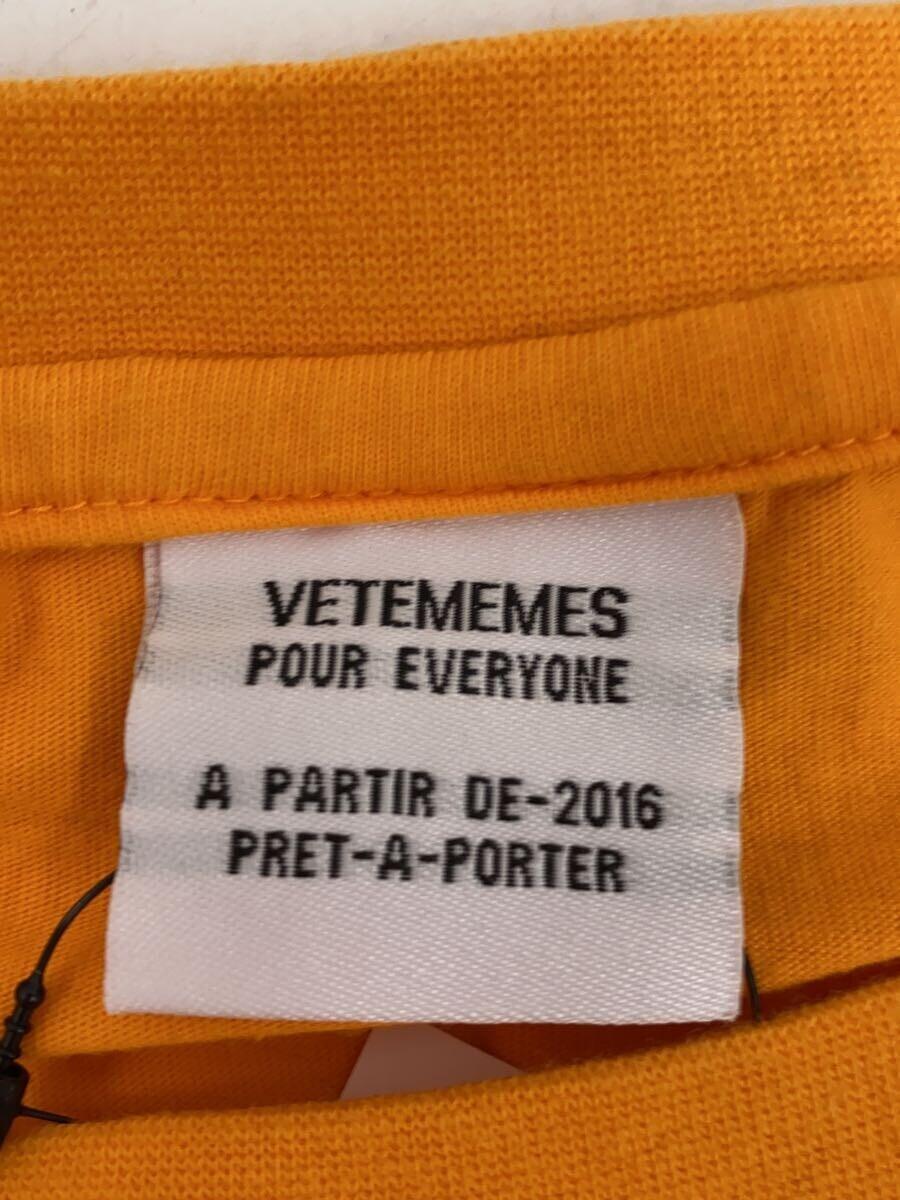 VETEMEMES
POUR EVERYONE
A PARTIR DE-2016
PRET-A-PORTER